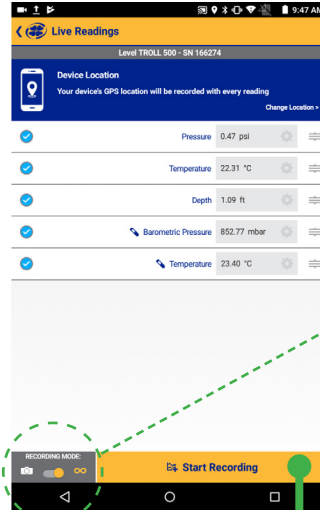 9:47 AM
Live Readings
Level TROLL 500 - SN 166274
Device Location
Your device's GPS location will be recorded with every reading
Change Location >
Pressure 0.47 psi
Temperature 22.31 °C
Depth 1.09 ft
Barometric Pressure 852.77 mbar
Temperature 23.40 °C
RECORDING MODE:
Start Recording